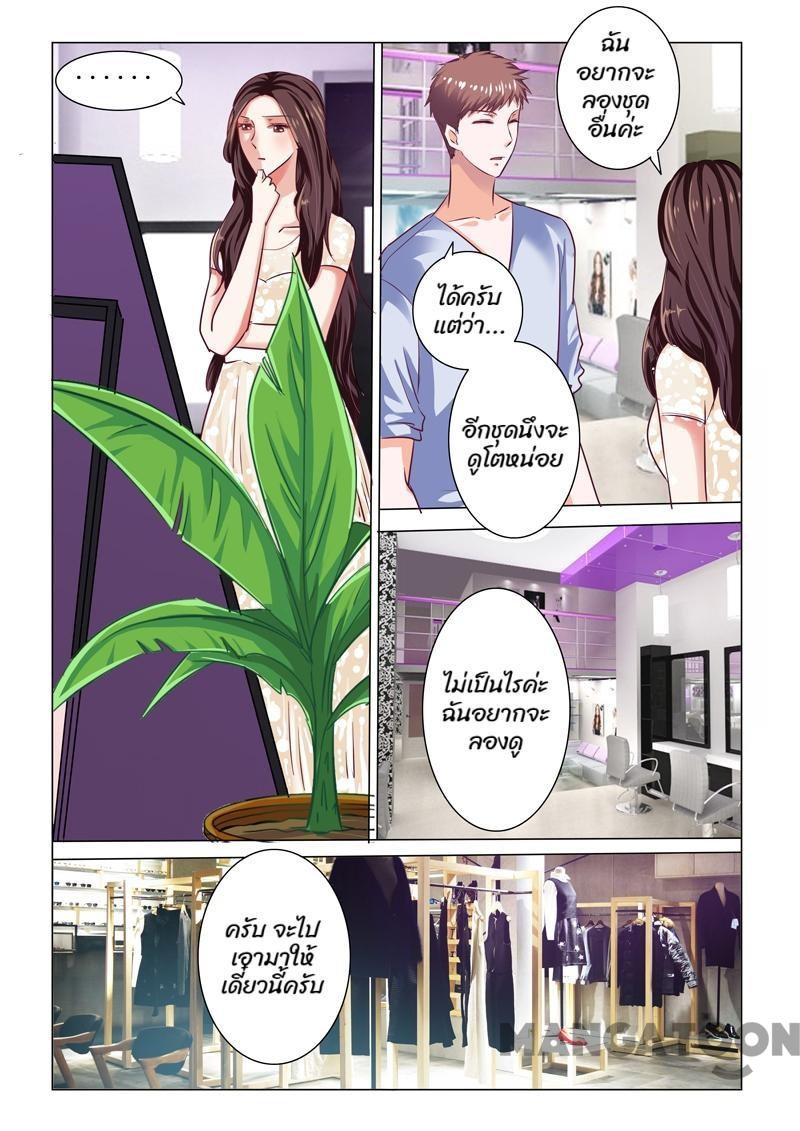 ......
ฉัน
อยากจะ
ลองชุด
อื่นค่ะ
ได้ครับ
แต่ว่า...
อีกชุดนึงจะ
ดูโตหน่อย
ไม่เป็นไรค่ะ
ฉันอยากจะ
ลองดู
ครับ จะไป
เอามาให้
เดี๋ยวนี้ครับ
MANGATOON